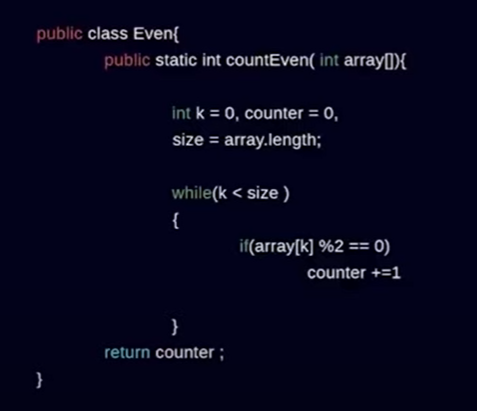 public class Even{
public static int countEven( int array[]){
int k = 0, counter = 0,
size = array.length;
while(k < size )
{
if(array[k] %2 == 0)
counter +=1
}
return counter ;
}